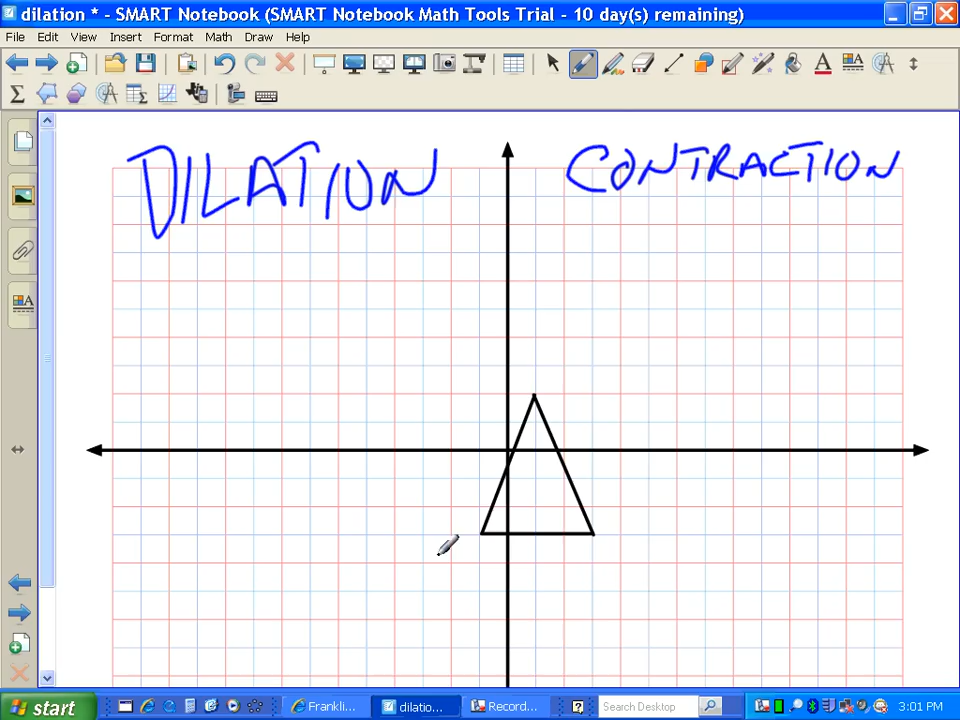 dilation * - SMART Notebook (SMART Notebook Math Tools Trial - 10 day(s) remaining)
File Edit View Insert Format Math Draw Help
DILATION CONTRACTION
start Frankli... dilatio... Record... Search Desktop 3:01 PM